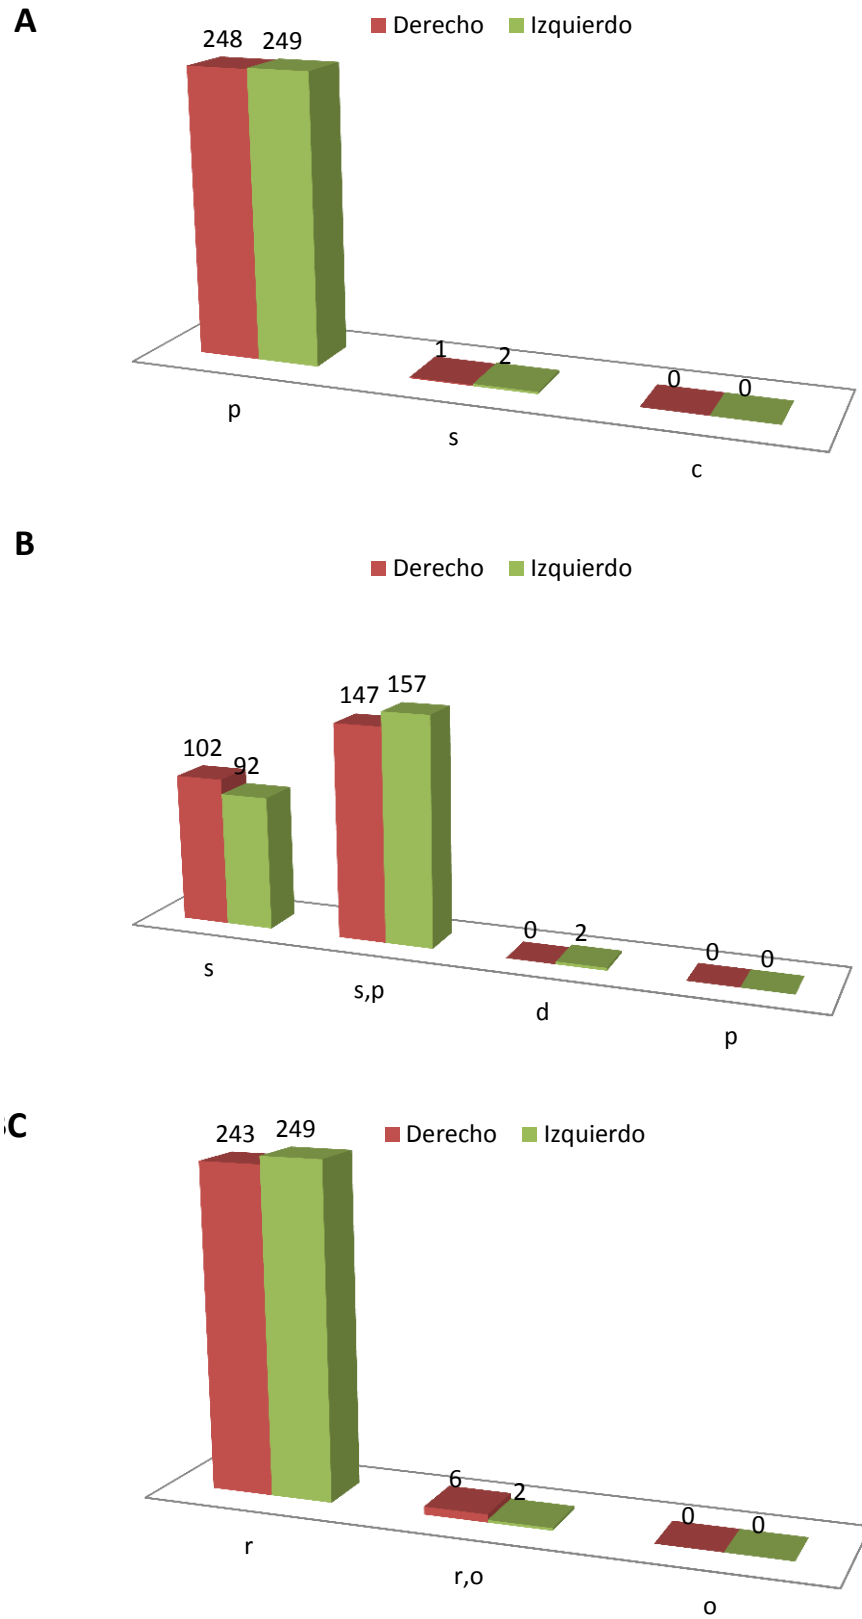 A
Derecho Izquierdo
248 249
1 2
0 0
p
s
c
B
Derecho Izquierdo
102 92
147 157
0 2
0 0
s
s,p
d
p
C
Derecho Izquierdo
243 249
6 2
0 0
r
r,o
o